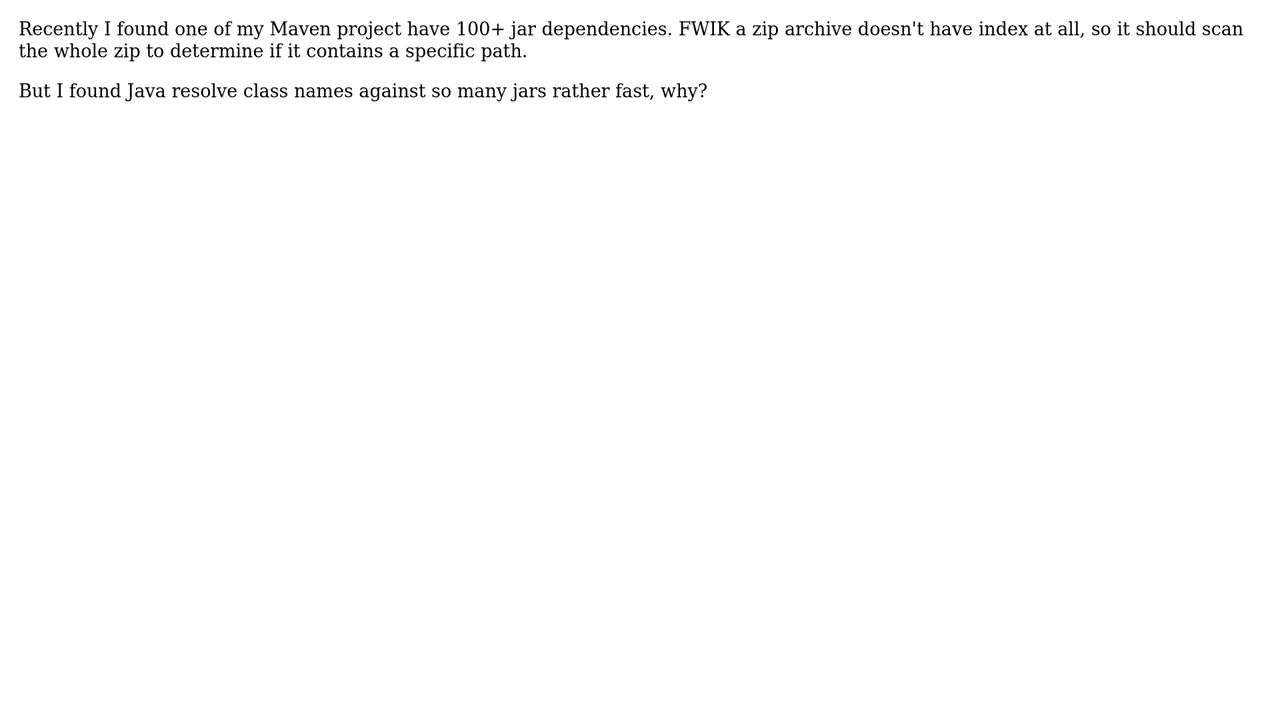 Recently I found one of my Maven project have 100+ jar dependencies. FWIK a zip archive doesn't have index at all, so it should scan
the whole zip to determine if it contains a specific path.
But I found Java resolve class names against so many jars rather fast, why?